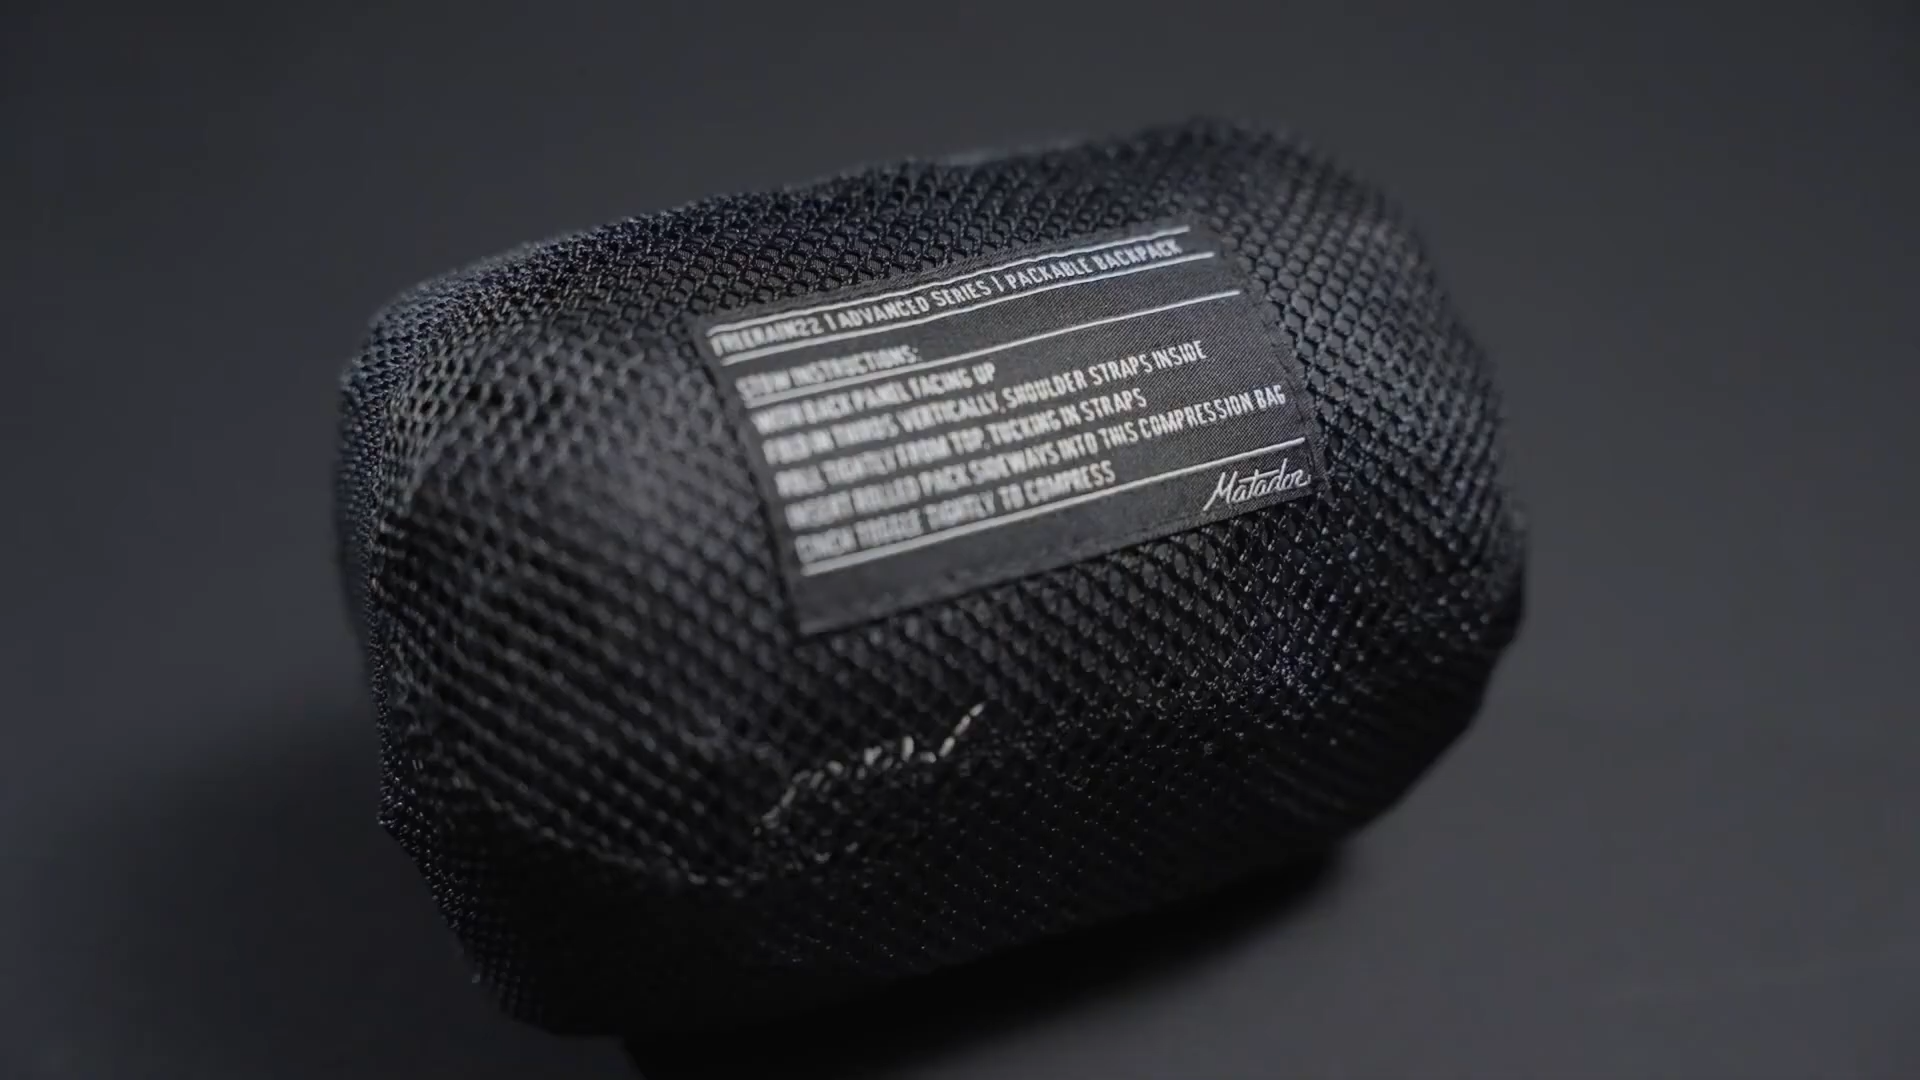 FREERAIN22 | ADVANCED SERIES | PACKABLE BACKPACK
STOW INSTRUCTIONS:
WITH BACK PANEL FACING UP
FOLD IN THIRDS VERTICALLY, SHOULDER STRAPS INSIDE
ROLL TIGHTLY FROM TOP, TUCKING IN STRAPS
INSERT ROLLED PACK SIDEWAYS INTO THIS COMPRESSION BAG
CINCH TOGGLE TIGHTLY TO COMPRESS
Matador